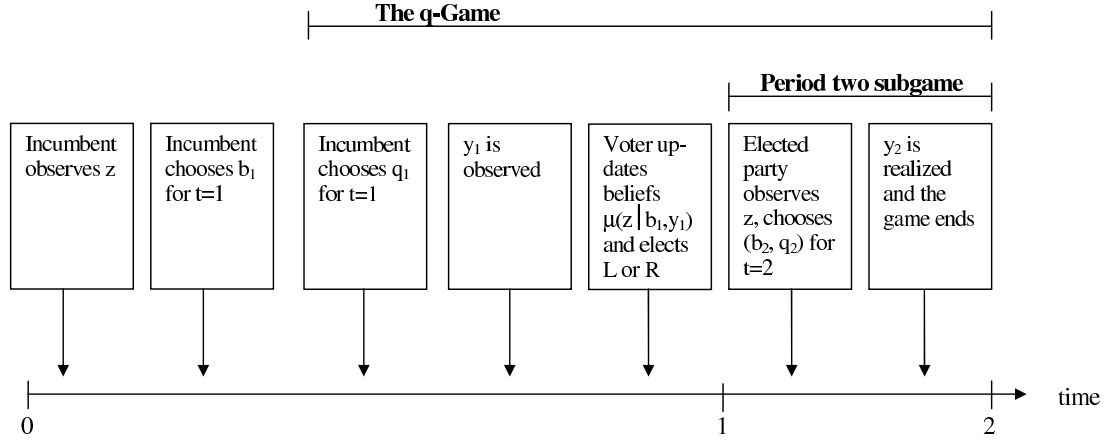 The q-Game
Period two subgame
Incumbent
observes z
Incumbent
chooses b₁
for t=1
Incumbent
chooses q₁
for t=1
y₁ is
observed
Voter up-
dates
beliefs
μ(z|b₁,y₁)
and elects
L or R
Elected
party
observes
z, chooses
(b₂, q₂) for
t=2
y₂ is
realized
and the
game ends
time
0
1
2